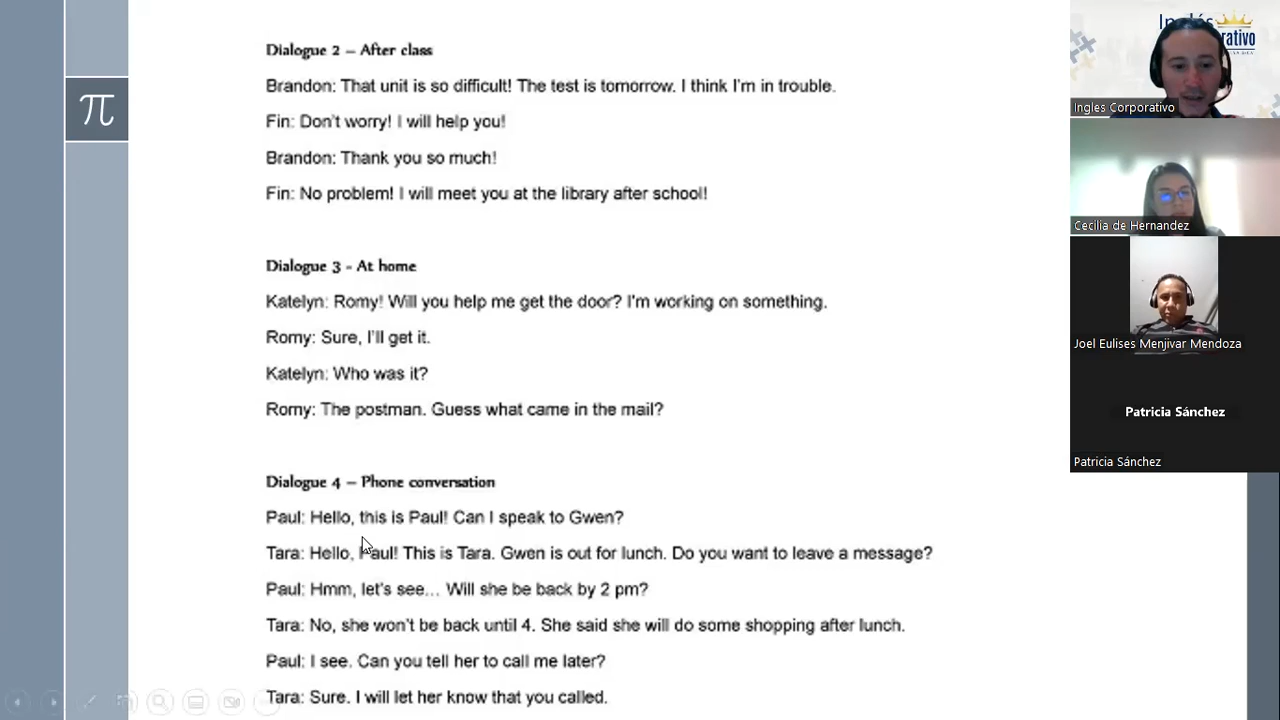 Dialogue 2 – After class
Brandon: That unit is so difficult! The test is tomorrow. I think I'm in trouble.
Fin: Don't worry! I will help you!
Brandon: Thank you so much!
Fin: No problem! I will meet you at the library after school!
Dialogue 3 - At home
Katelyn: Romy! Will you help me get the door? I'm working on something.
Romy: Sure, I'll get it.
Katelyn: Who was it?
Romy: The postman. Guess what came in the mail?
Dialogue 4 – Phone conversation
Paul: Hello, this is Paul! Can I speak to Gwen?
Tara: Hello, Paul! This is Tara. Gwen is out for lunch. Do you want to leave a message?
Paul: Hmm, let's see... Will she be back by 2 pm?
Tara: No, she won't be back until 4. She said she will do some shopping after lunch.
Paul: I see. Can you tell her to call me later?
Tara: Sure. I will let her know that you called.
π
Ingles Corporativo
Cecilia de Hernandez
Joel Eulises Menjivar Mendoza
Patricia Sánchez
Patricia Sánchez